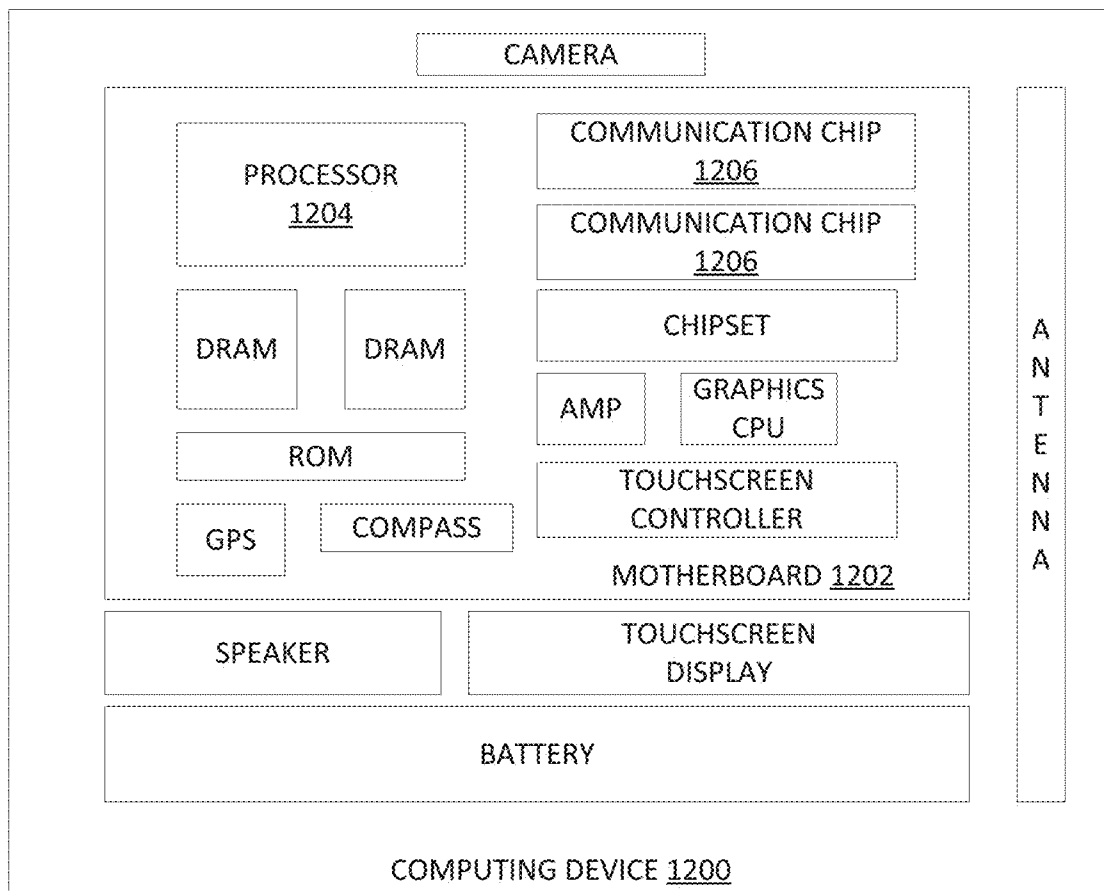 CAMERA
PROCESSOR
1204
COMMUNICATION CHIP
1206
COMMUNICATION CHIP
1206
DRAM
DRAM
CHIPSET
AMP
GRAPHICS
CPU
ROM
TOUCHSCREEN
CONTROLLER
GPS
COMPASS
MOTHERBOARD 1202
SPEAKER
TOUCHSCREEN
DISPLAY
BATTERY
ANTENNA
COMPUTING DEVICE 1200